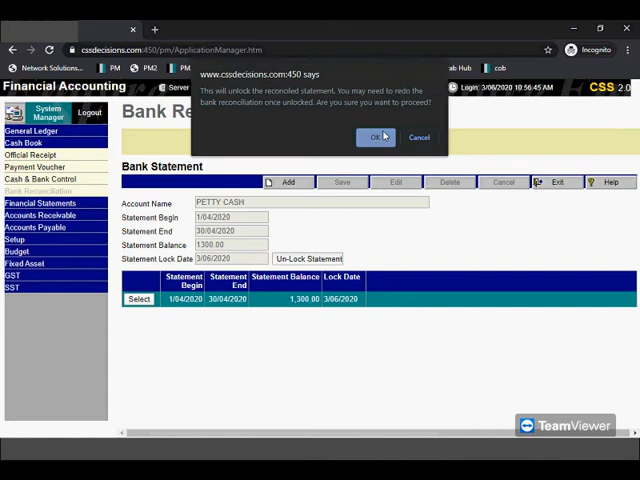 Incognito
cssdecisions.com:450/pm/ApplicationManager.htm
Network Solutions... PM PM2 cob
www.cssdecisions.com:450 says
This will unlock the reconciled statement. You may need to redo the
bank reconciliation once unlocked. Are you sure you want to proceed?
OK Cancel
Financial Accounting
Server
Login: 3/06/2020 10:56:45 AM
CSS 2.0
System
Manager
Logout
Bank Re
General Ledger
Cash Book
Official Receipt
Payment Voucher
Cash & Bank Control
Bank Reconciliation
Financial Statements
Accounts Receivable
Accounts Payable
Setup
Budget
Fixed Asset
GST
SST
Bank Statement
Add Save Edit Delete Cancel Exit ? Help
Account Name PETTY CASH
Statement Begin 1/04/2020
Statement End 30/04/2020
Statement Balance 1300.00
Statement Lock Date 3/06/2020 Un-Lock Statement
Statement Begin Statement End Statement Balance Lock Date
Select 1/04/2020 30/04/2020 1,300.00 3/06/2020
TeamViewer